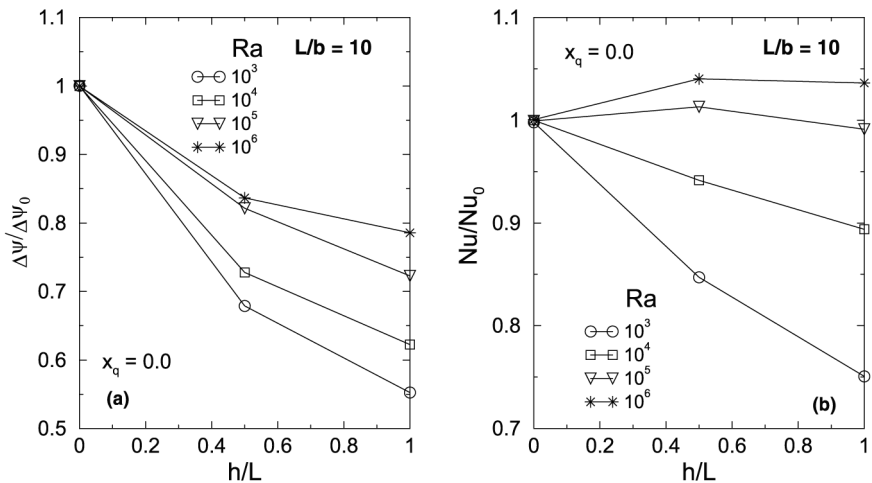 1.1
Ra
L/b = 10
10³
10⁴
10⁵
10⁶
1
0.9
0.8
0.7
0.6
0.5
Δψ/Δψ₀
x_q = 0.0
(a)
0 0.2 0.4 0.6 0.8 1
h/L
1.1
x_q = 0.0
L/b = 10
1
0.9
0.8
0.7
Nu/Nu₀
Ra
10³
10⁴
10⁵
10⁶
(b)
0 0.2 0.4 0.6 0.8 1
h/L